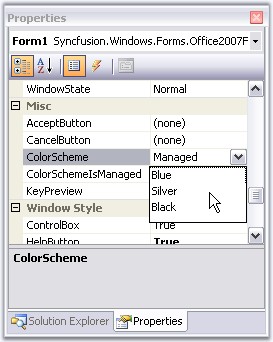 Properties
Form1 Syncfusion.Windows.Forms.Office2007F
WindowState Normal
Misc
AcceptButton (none)
CancelButton (none)
ColorScheme Managed
ColorSchemeIsManaged Blue
KeyPreview Silver
Black
Window Style
ControlBox True
HelpButton True
ColorScheme
Solution Explorer Properties